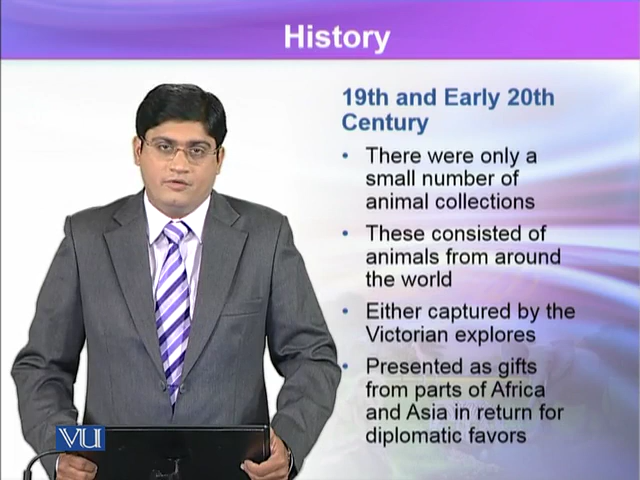 History
19th and Early 20th
Century
• There were only a
small number of
animal collections
• These consisted of
animals from around
the world
• Either captured by the
Victorian explores
• Presented as gifts
from parts of Africa
and Asia in return for
diplomatic favors
VU